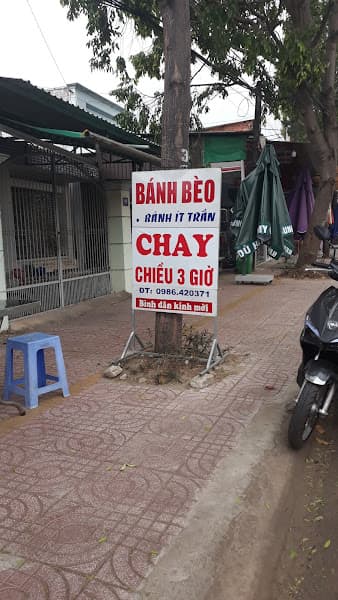 BÁNH BÈO
. BÁNH ÍT TRẦN
CHAY
CHIỀU 3 GIỜ
ĐT: 0986.420371
Bình dân kính mời